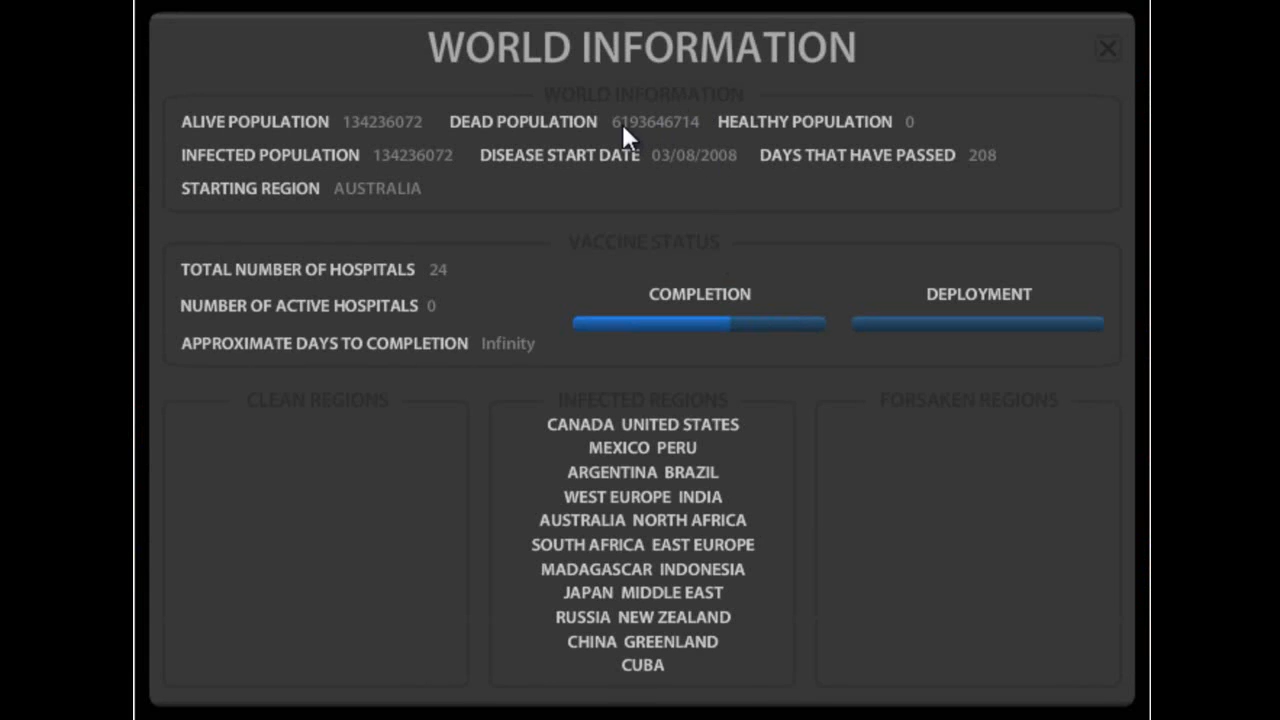 WORLD INFORMATION
WORLD INFORMATION
ALIVE POPULATION 134236072 DEAD POPULATION 6193646714 HEALTHY POPULATION 0
INFECTED POPULATION 134236072 DISEASE START DATE 03/08/2008 DAYS THAT HAVE PASSED 208
STARTING REGION AUSTRALIA
VACCINE STATUS
TOTAL NUMBER OF HOSPITALS 24
COMPLETION DEPLOYMENT
NUMBER OF ACTIVE HOSPITALS 0
APPROXIMATE DAYS TO COMPLETION Infinity
CLEAN REGIONS INFECTED REGIONS FORSAKEN REGIONS
CANADA UNITED STATES
MEXICO PERU
ARGENTINA BRAZIL
WEST EUROPE INDIA
AUSTRALIA NORTH AFRICA
SOUTH AFRICA EAST EUROPE
MADAGASCAR INDONESIA
JAPAN MIDDLE EAST
RUSSIA NEW ZEALAND
CHINA GREENLAND
CUBA